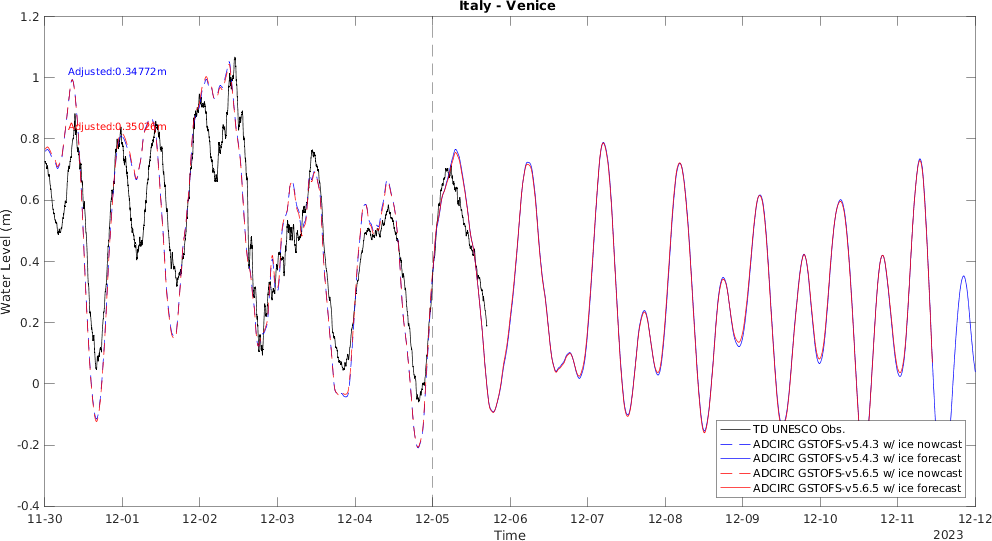 Italy - Venice
1.2
1
0.8
0.6
0.4
0.2
0
-0.2
-0.4
Water Level (m)
Adjusted:0.34772m
Adjusted:0.35026m
TD UNESCO Obs.
ADCIRC GSTOFS-v5.4.3 w/ ice nowcast
ADCIRC GSTOFS-v5.4.3 w/ ice forecast
ADCIRC GSTOFS-v5.6.5 w/ ice nowcast
ADCIRC GSTOFS-v5.6.5 w/ ice forecast
11-30 12-01 12-02 12-03 12-04 12-05 12-06 12-07 12-08 12-09 12-10 12-11 12-12
Time
2023